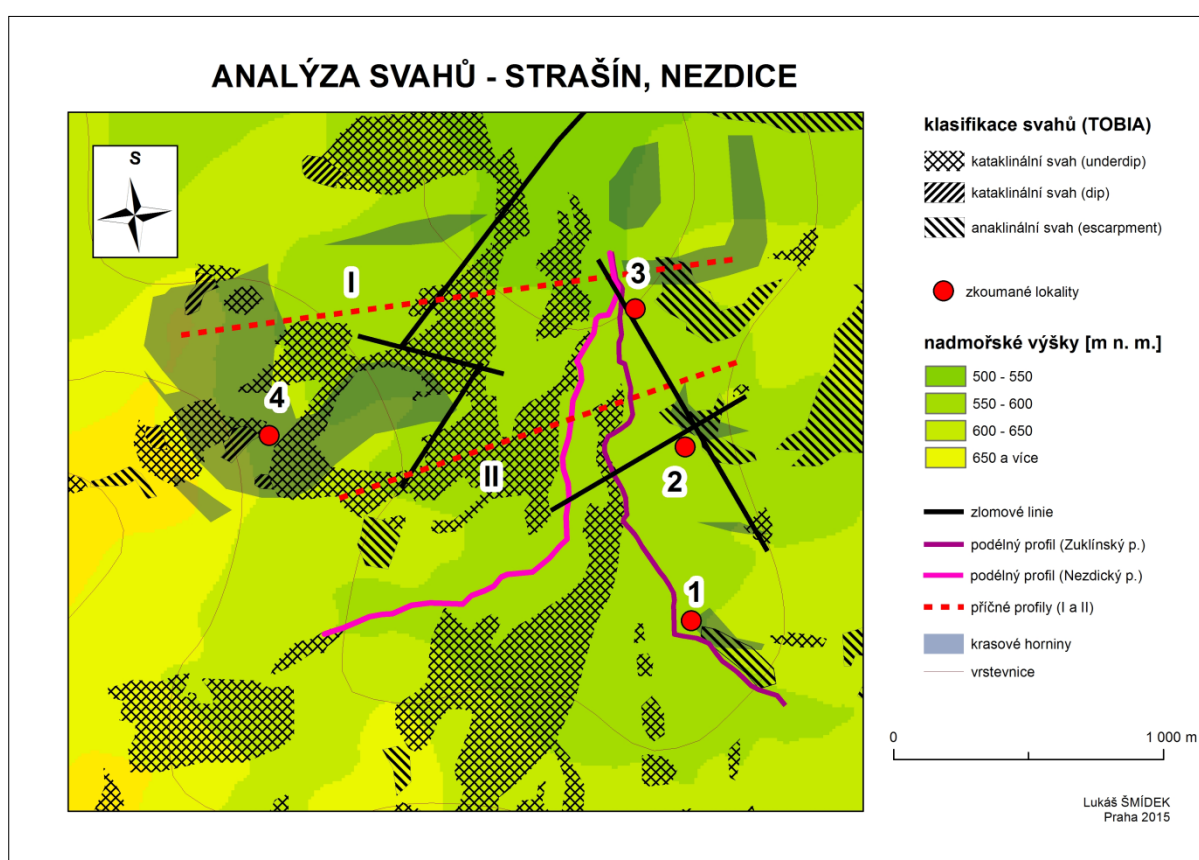 ANALÝZA SVAHŮ - STRAŠÍN, NEZDICE
S
I
II
3
4
2
1
klasifikace svahů (TOBIA)
kataklinální svah (underdip)
kataklinální svah (dip)
anaklinální svah (escarpment)
zkoumané lokality
nadmořské výšky [m n. m.]
500 - 550
550 - 600
600 - 650
650 a více
zlomové linie
podélný profil (Zuklínský p.)
podélný profil (Nezdický p.)
příčné profily (I a II)
krasové horniny
vrstevnice
0 1 000 m
Lukáš ŠMÍDEK
Praha 2015